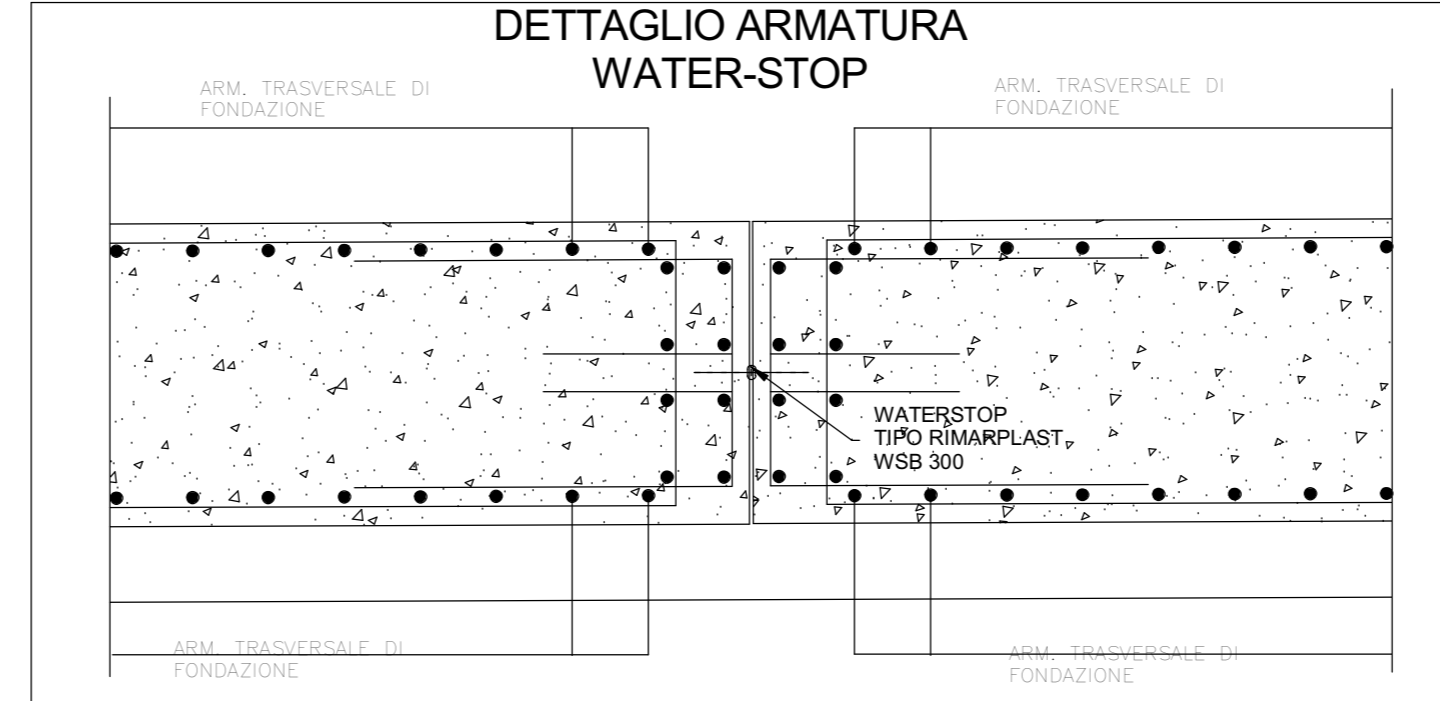 DETTAGLIO ARMATURA
WATER-STOP
ARM. TRASVERSALE DI
FONDAZIONE
ARM. TRASVERSALE DI
FONDAZIONE
WATERSTOP
TIPO RIMARPLAST
WSB 300
ARM. TRASVERSALE DI
FONDAZIONE
ARM. TRASVERSALE DI
FONDAZIONE